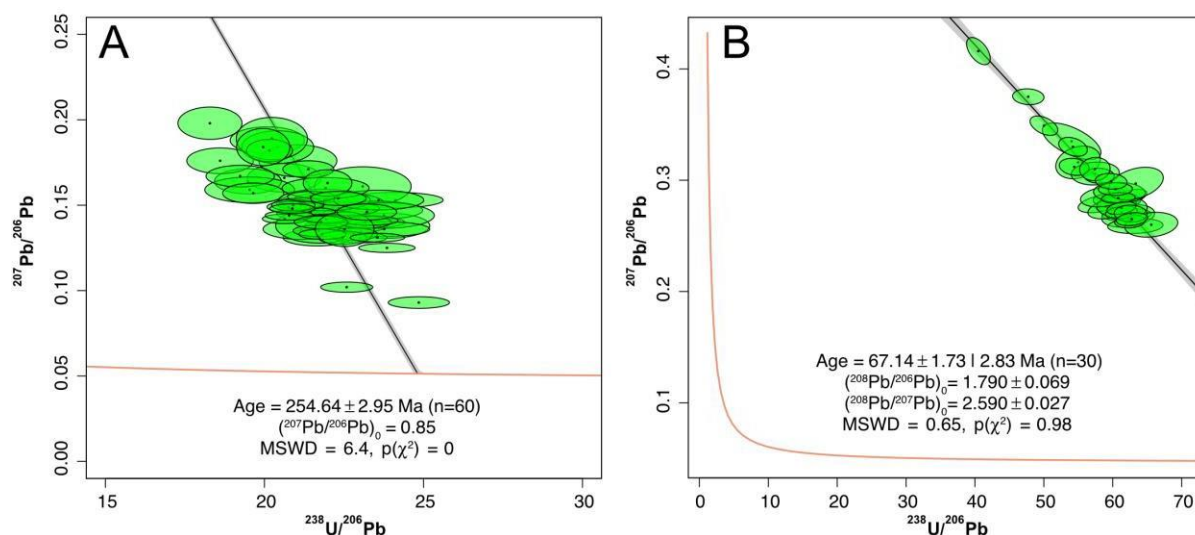 A
0.25
0.20
0.15
0.10
0.05
0.00
²⁰⁷Pb/²⁰⁶Pb
Age = 254.64 ± 2.95 Ma (n=60)
(²⁰⁷Pb/²⁰⁶Pb)₀ = 0.85
MSWD = 6.4, p(χ²) = 0
15 20 25 30
²³⁸U/²⁰⁶Pb
B
0.4
0.3
0.2
0.1
²⁰⁷Pb/²⁰⁶Pb
Age = 67.14 ± 1.73 | 2.83 Ma (n=30)
(²⁰⁸Pb/²⁰⁶Pb)₀ = 1.790 ± 0.069
(²⁰⁸Pb/²⁰⁷Pb)₀ = 2.590 ± 0.027
MSWD = 0.65, p(χ²) = 0.98
0 10 20 30 40 50 60 70
²³⁸U/²⁰⁶Pb